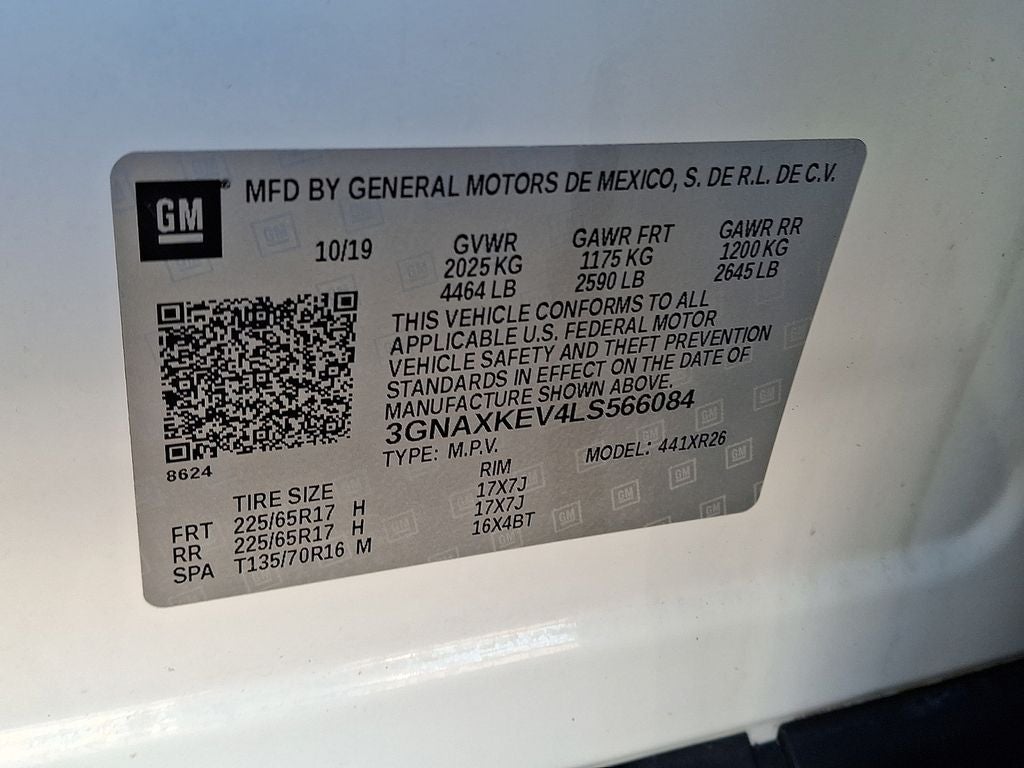 GM
MFD BY GENERAL MOTORS DE MEXICO, S. DE R.L. DE C.V.
10/19
GVWR
2025 KG
4464 LB
GAWR FRT
1175 KG
2590 LB
GAWR RR
1200 KG
2645 LB
THIS VEHICLE CONFORMS TO ALL
APPLICABLE U.S. FEDERAL MOTOR
VEHICLE SAFETY AND THEFT PREVENTION
STANDARDS IN EFFECT ON THE DATE OF
MANUFACTURE SHOWN ABOVE.
3GNAXKEV4LS566084
TYPE: M.P.V. MODEL: 441XR26
8624
TIRE SIZE RIM
FRT 225/65R17 H 17X7J
RR 225/65R17 H 17X7J
SPA T135/70R16 M 16X4BT